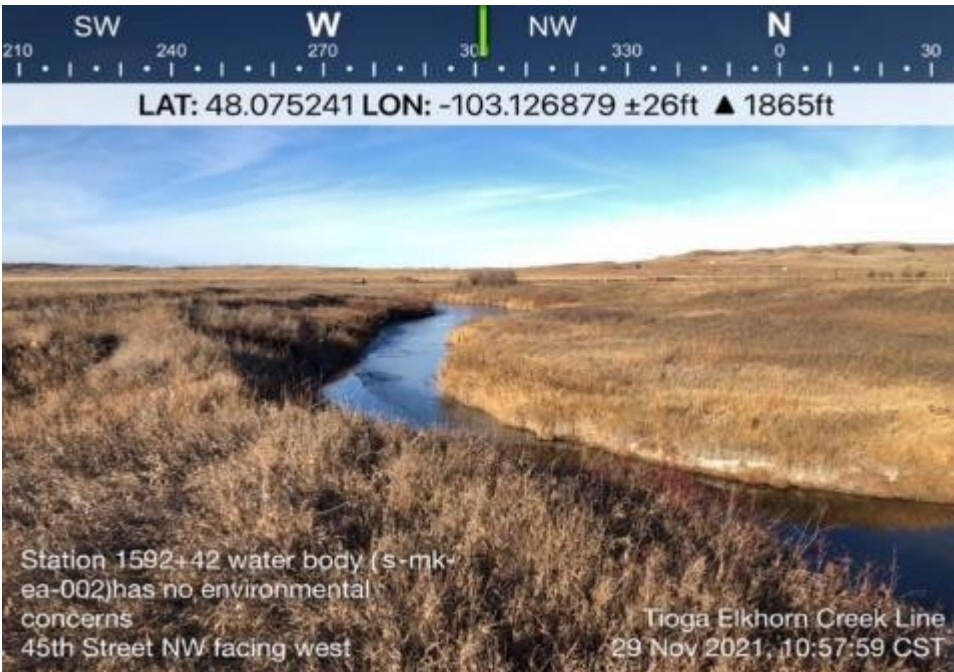 SW W NW N
210 240 270 300 330 0 30
LAT: 48.075241 LON: -103.126879 ±26ft ▲ 1865ft
Station 1592+42 water body (s-mk-
ea-002)has no environmental
concerns
45th Street NW facing west
Tioga Elkhorn Creek Line
29 Nov 2021, 10:57:59 CST